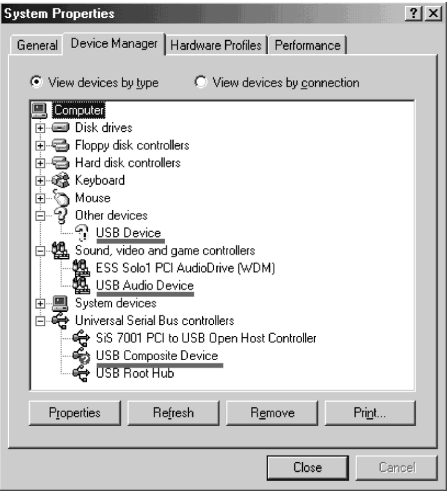 System Properties
General Device Manager Hardware Profiles Performance
View devices by type View devices by connection
Computer
Disk drives
Floppy disk controllers
Hard disk controllers
Keyboard
Mouse
Other devices
USB Device
Sound, video and game controllers
ESS Solo1 PCI AudioDrive (WDM)
USB Audio Device
System devices
Universal Serial Bus controllers
SiS 7001 PCI to USB Open Host Controller
USB Composite Device
USB Root Hub
Properties Refresh Remove Print...
Close Cancel